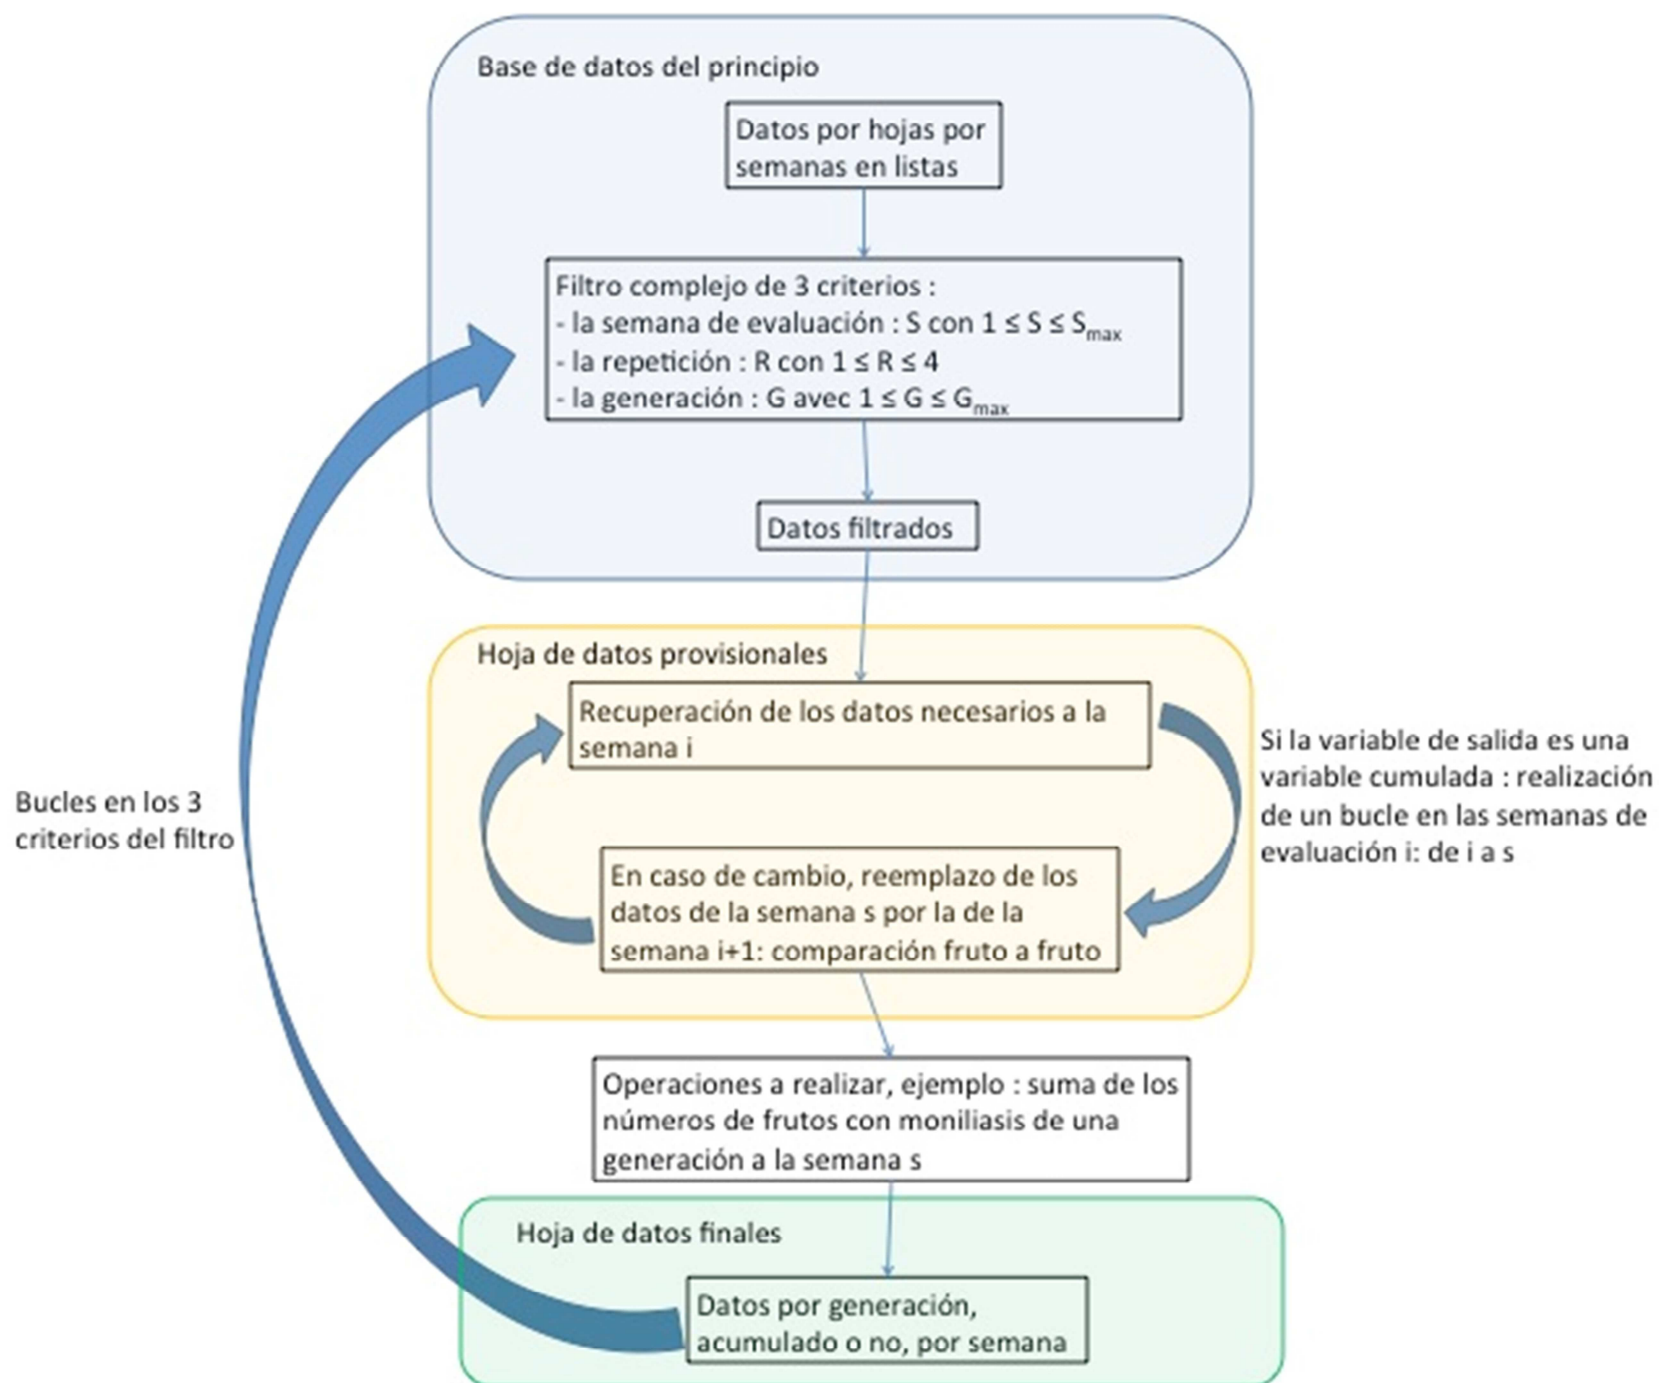 Base de datos del principio
Datos por hojas por
semanas en listas
Filtro complejo de 3 criterios :
- la semana de evaluación : S con 1 ≤ S ≤ Smax
- la repetición : R con 1 ≤ R ≤ 4
- la generación : G avec 1 ≤ G ≤ Gmax
Datos filtrados
Hoja de datos provisionales
Recuperación de los datos necesarios a la
semana i
Si la variable de salida es una
variable cumulada : realización
de un bucle en las semanas de
evaluación i: de i a s
Bucles en los 3
criterios del filtro
En caso de cambio, reemplazo de los
datos de la semana s por la de la
semana i+1: comparación fruto a fruto
Operaciones a realizar, ejemplo : suma de los
números de frutos con moniliasis de una
generación a la semana s
Hoja de datos finales
Datos por generación,
acumulado o no, por semana